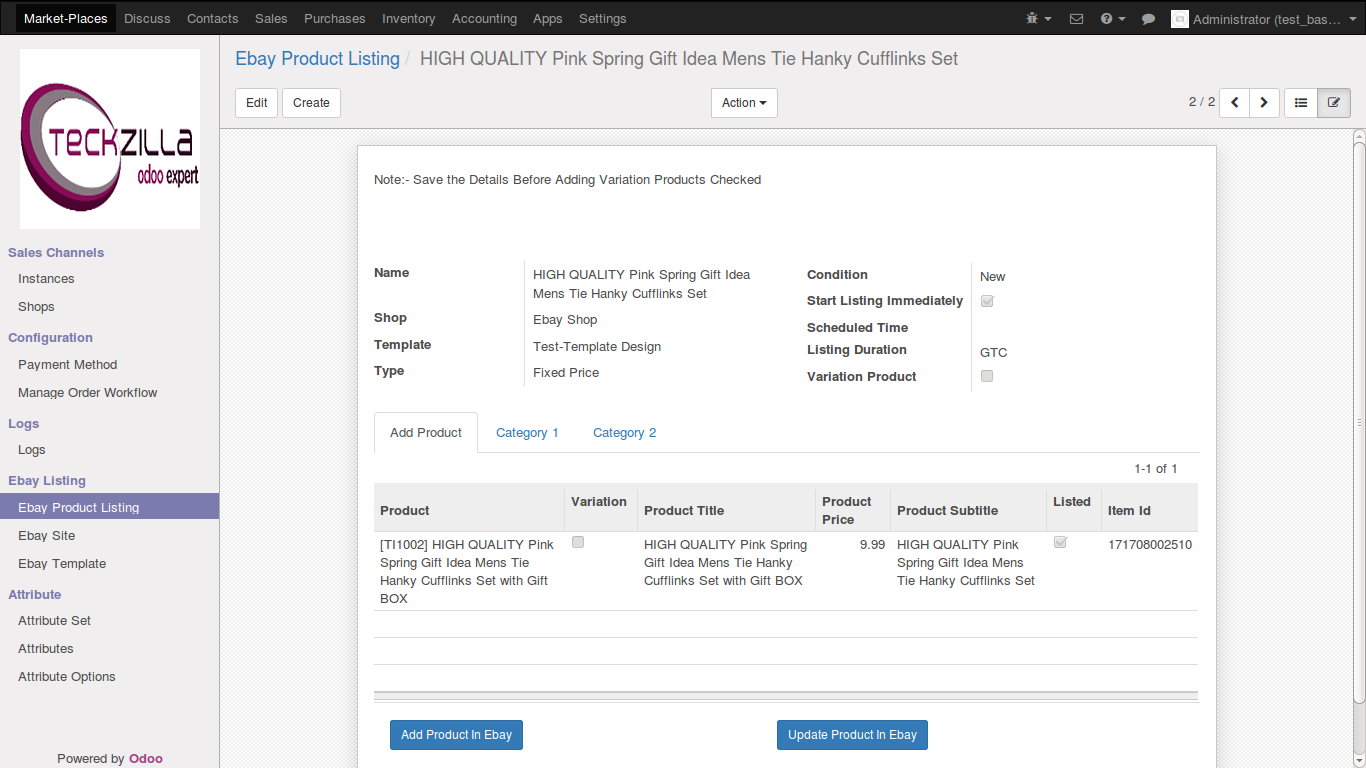 Market-Places Discuss Contacts Sales Purchases Inventory Accounting Apps Settings Administrator (test_bas…
TECKZILLA
odoo expert
Sales Channels
Instances
Shops
Configuration
Payment Method
Manage Order Workflow
Logs
Logs
Ebay Listing
Ebay Product Listing
Ebay Site
Ebay Template
Attribute
Attribute Set
Attributes
Attribute Options
Powered by Odoo
Ebay Product Listing / HIGH QUALITY Pink Spring Gift Idea Mens Tie Hanky Cufflinks Set
Edit Create Action 2 / 2
Note:- Save the Details Before Adding Variation Products Checked
Name HIGH QUALITY Pink Spring Gift Idea
Mens Tie Hanky Cufflinks Set
Shop Ebay Shop
Template Test-Template Design
Type Fixed Price
Condition New
Start Listing Immediately
Scheduled Time
Listing Duration GTC
Variation Product
Add Product Category 1 Category 2
1-1 of 1
Product Variation Product Title Product Price Product Subtitle Listed Item Id
[TI1002] HIGH QUALITY Pink
Spring Gift Idea Mens Tie
Hanky Cufflinks Set with Gift
BOX
HIGH QUALITY Pink Spring
Gift Idea Mens Tie Hanky
Cufflinks Set with Gift BOX
9.99
HIGH QUALITY Pink
Spring Gift Idea Mens
Tie Hanky Cufflinks Set
171708002510
Add Product In Ebay Update Product In Ebay